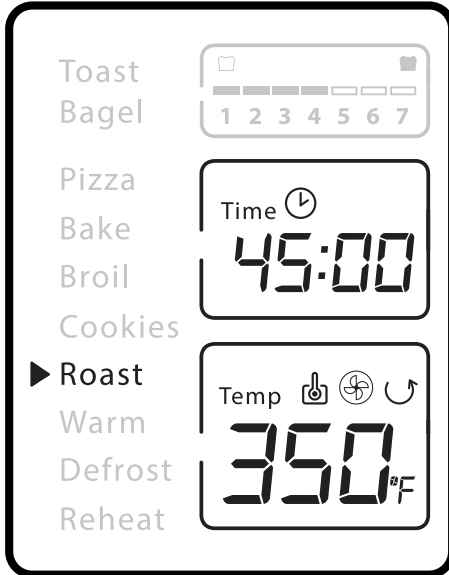 Toast
Bagel
1 2 3 4 5 6 7
Pizza
Bake
Broil
Cookies
Roast
Warm
Defrost
Reheat
Time
45:00
Temp
350°F